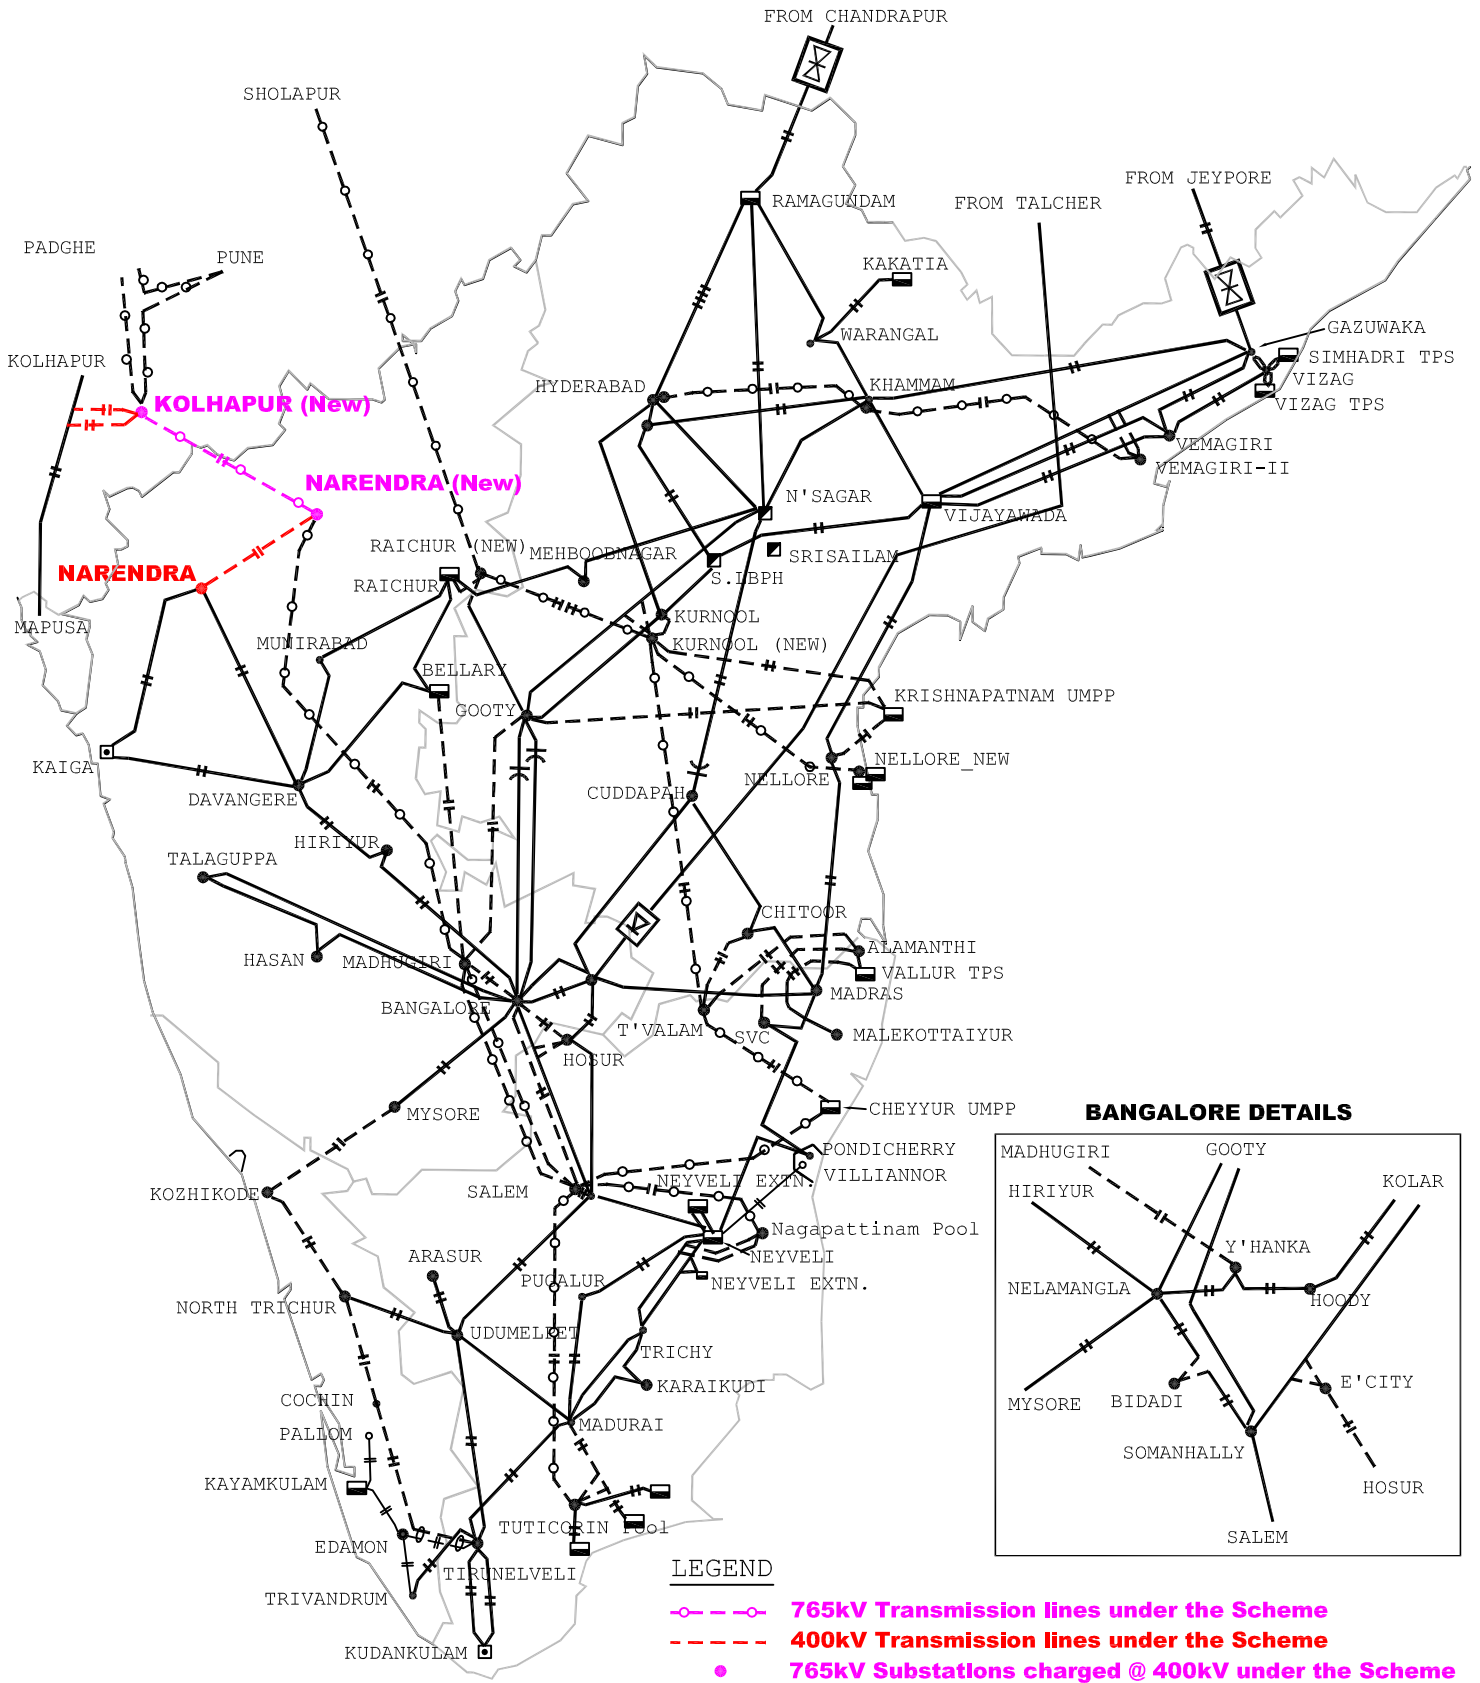 FROM CHANDRAPUR
SHOLAPUR
FROM JEYPORE
RAMAGUNDAM
FROM TALCHER
PADGHE
PUNE
KAKATIA
GAZUWAKA
WARANGAL
KOLHAPUR
SIMHADRI TPS
VIZAG
HYDERABAD
KHAMMAM
KOLHAPUR (New)
VIZAG TPS
VEMAGIRI
VEMAGIRI-II
NARENDRA (New)
N'SAGAR
VIJAYAWADA
RAICHUR (NEW)
MEHBOOBNAGAR
SRISAILAM
NARENDRA
RAICHUR
S.LBPH
MAPUSA
KURNOOL
MUNIRABAD
KURNOOL (NEW)
BELLARY
KRISHNAPATNAM UMPP
GOOTY
KAIGA
NELLORE_NEW
NELLORE
DAVANGERE
CUDDAPAH
HIRIYUR
TALAGUPPA
CHITOOR
ALAMANTHI
HASAN
MADHUGIRI
VALLUR TPS
MADRAS
BANGALORE
T'VALAM
SVC
MALEKOTTAIYUR
HOSUR
MYSORE
CHEYYUR UMPP
PONDICHERRY
VILLIANNOR
KOZHIKODE
SALEM
NEYVELI EXTN.
Nagapattinam Pool
ARASUR
NEYVELI
PUGALUR
NEYVELI EXTN.
NORTH TRICHUR
UDUMELPET
TRICHY
KARAIKUDI
COCHIN
MADURAI
PALLOM
KAYAMKULAM
TUTICORIN Pool
EDAMON
TIRUNELVELI
TRIVANDRUM
KUDANKULAM
BANGALORE DETAILS
MADHUGIRI
GOOTY
HIRIYUR
KOLAR
Y'HANKA
NELAMANGLA
HOODY
MYSORE
BIDADI
E'CITY
SOMANHALLY
HOSUR
SALEM
LEGEND
765kV Transmission lines under the Scheme
400kV Transmission lines under the Scheme
765kV Substations charged @ 400kV under the Scheme